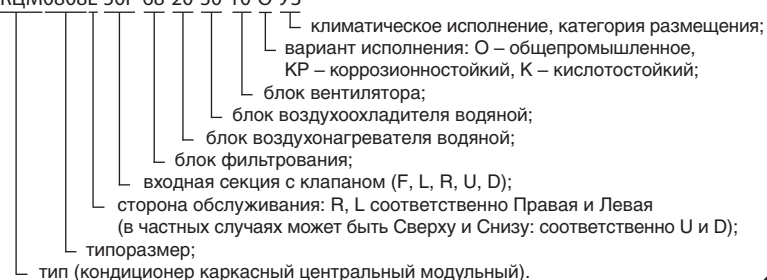 климатическое исполнение, категория размещения;
вариант исполнения: О – общепромышленное,
КР – коррозионностойкий, К – кислотостойкий;
блок вентилятора;
блок воздухоохладителя водяной;
блок воздухонагревателя водяной;
блок фильтрования;
входная секция с клапаном (F, L, R, U, D);
сторона обслуживания: R, L соответственно Правая и Левая
(в частных случаях может быть Сверху и Снизу: соответственно U и D);
типоразмер;
тип (кондиционер каркасный центральный модульный).